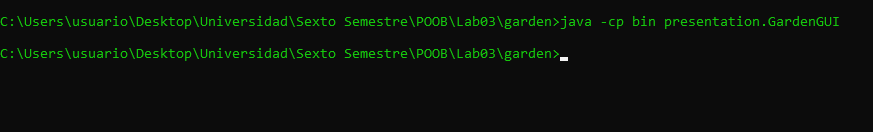 C:\Users\usuario\Desktop\Universidad\Sexto Semestre\POOB\Lab03\garden>java -cp bin presentation.GardenGUI
C:\Users\usuario\Desktop\Universidad\Sexto Semestre\POOB\Lab03\garden>